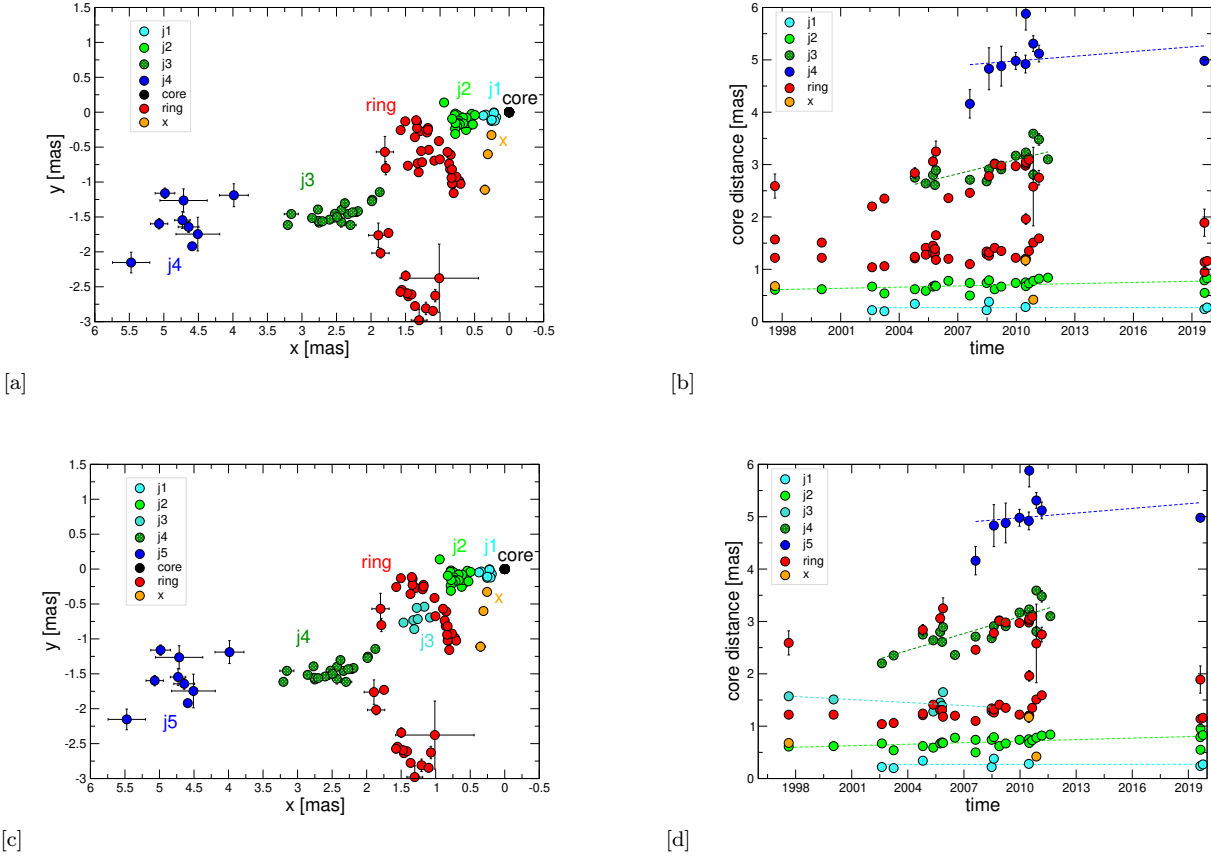 1.5
1
0.5
0
-0.5
-1
-1.5
-2
-2.5
-3
y [mas]
6
5.5
5
4.5
4
3.5
3
2.5
2
1.5
1
0.5
0
-0.5
x [mas]
j1
j2
j3
j4
core
ring
x
ring
j2
j1
core
x
j3
j4
[a]
6
5
4
3
2
1
0
core distance [mas]
1998
2001
2004
2007
2010
2013
2016
2019
time
j1
j2
j3
j4
ring
x
[b]
1.5
1
0.5
0
-0.5
-1
-1.5
-2
-2.5
-3
y [mas]
6
5.5
5
4.5
4
3.5
3
2.5
2
1.5
1
0.5
0
-0.5
x [mas]
j1
j2
j3
j4
j5
core
ring
x
ring
j2
j1
core
x
j3
j4
j5
[c]
6
5
4
3
2
1
0
core distance [mas]
1998
2001
2004
2007
2010
2013
2016
2019
time
j1
j2
j3
j4
j5
ring
x
[d]